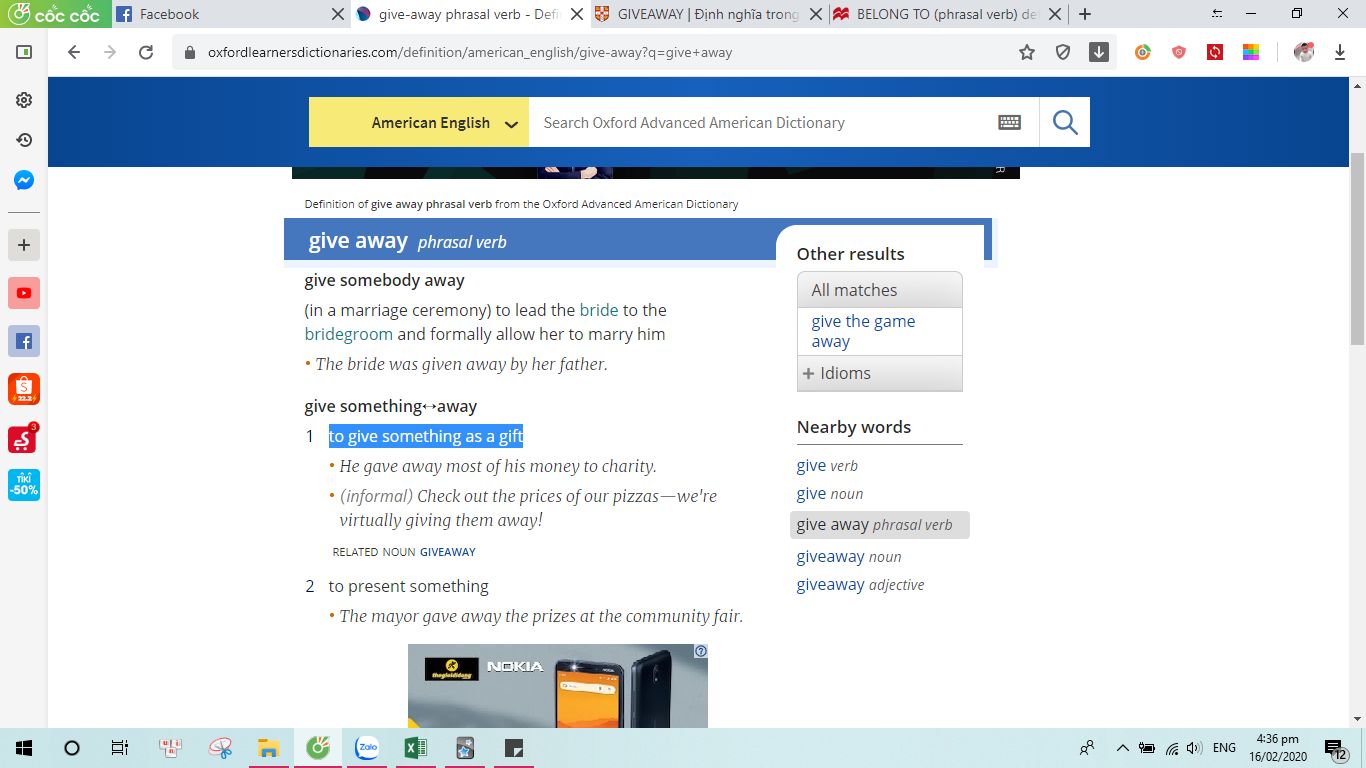 cốc cốc
Facebook
give-away phrasal verb - Defi
GIVEAWAY | Định nghĩa trong
BELONG TO (phrasal verb) de
oxfordlearnersdictionaries.com/definition/american_english/give-away?q=give+away
American English
Search Oxford Advanced American Dictionary
R
Definition of give away phrasal verb from the Oxford Advanced American Dictionary
give away phrasal verb
give somebody away
(in a marriage ceremony) to lead the bride to the
bridegroom and formally allow her to marry him
• The bride was given away by her father.
give something↔away
1 to give something as a gift
• He gave away most of his money to charity.
• (informal) Check out the prices of our pizzas—we're
virtually giving them away!
RELATED NOUN GIVEAWAY
2 to present something
• The mayor gave away the prizes at the community fair.
Other results
All matches
give the game
away
+ Idioms
Nearby words
give verb
give noun
give away phrasal verb
giveaway noun
giveaway adjective
thegioididong
NOKIA
22.2
3
TIKI
-50%
Zalo
ENG
4:36 pm
16/02/2020
12